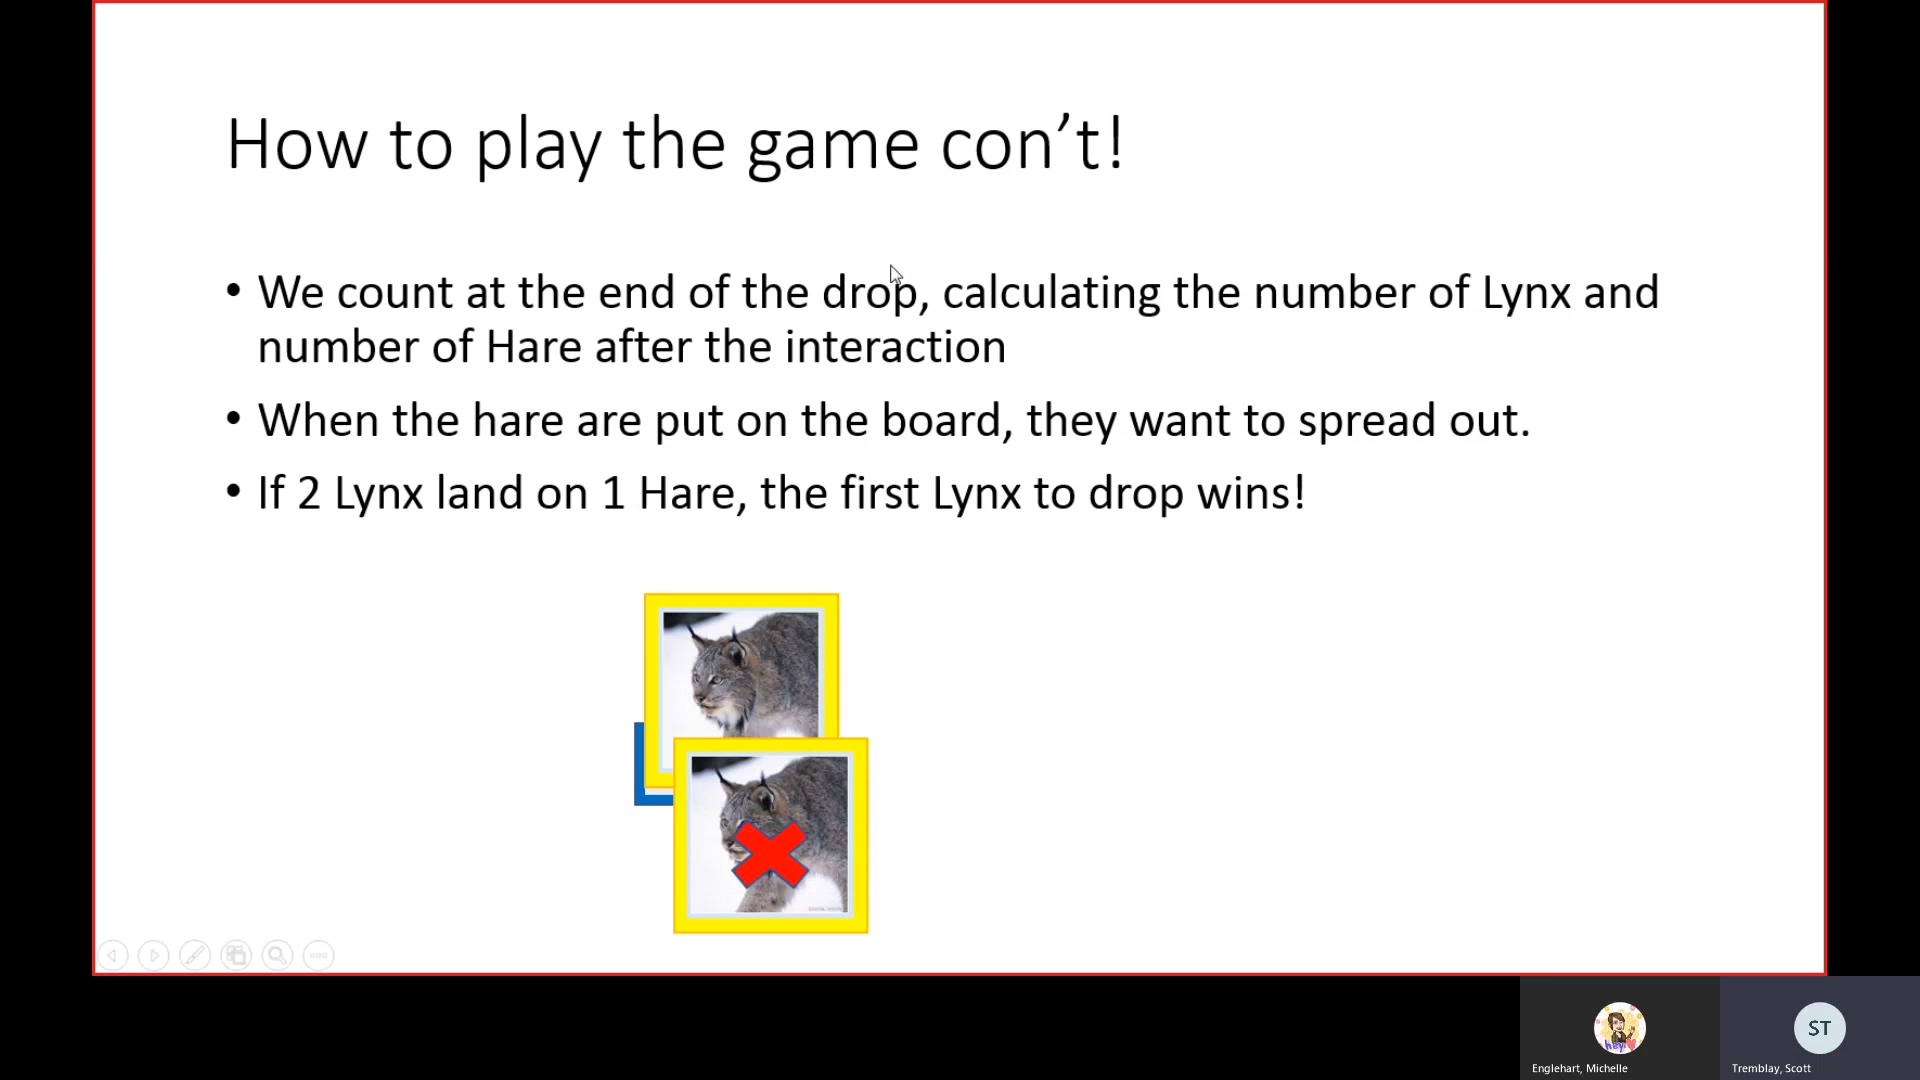 How to play the game con’t!
• We count at the end of the drop, calculating the number of Lynx and
number of Hare after the interaction
• When the hare are put on the board, they want to spread out.
• If 2 Lynx land on 1 Hare, the first Lynx to drop wins!
hey!
ST
Englehart, Michelle
Tremblay, Scott